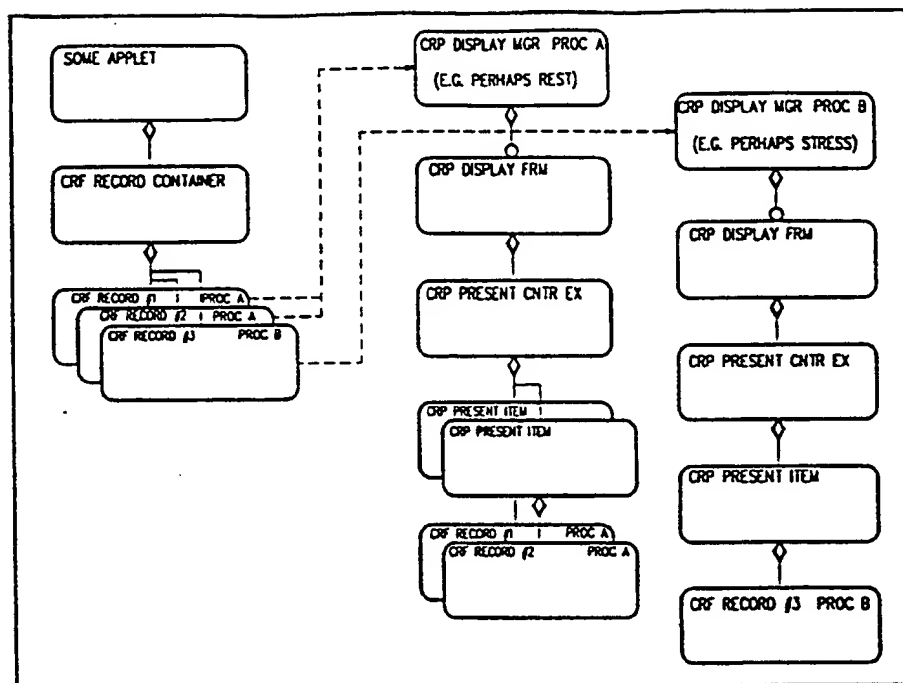 SOME APPLET
CRF RECORD CONTAINER
CRF RECORD #1 PROC A
CRF RECORD #2 PROC A
CRF RECORD #3 PROC B
CRP DISPLAY MGR PROC A
(E.G. PERHAPS REST)
CRP DISPLAY FRM
CRP PRESENT CNTR EX
CRP PRESENT ITEM
CRP PRESENT ITEM
CRF RECORD #1 PROC A
CRF RECORD #2 PROC A
CRP DISPLAY MGR PROC B
(E.G. PERHAPS STRESS)
CRP DISPLAY FRM
CRP PRESENT CNTR EX
CRP PRESENT ITEM
CRF RECORD #3 PROC B